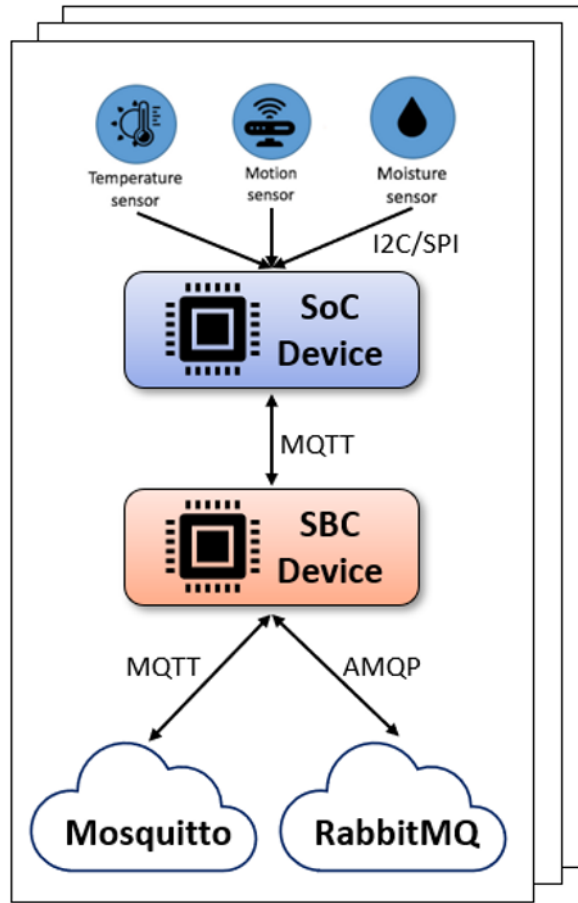 Temperature
sensor
Motion
sensor
Moisture
sensor
I2C/SPI
SoC
Device
MQTT
SBC
Device
MQTT
AMQP
Mosquitto
RabbitMQ